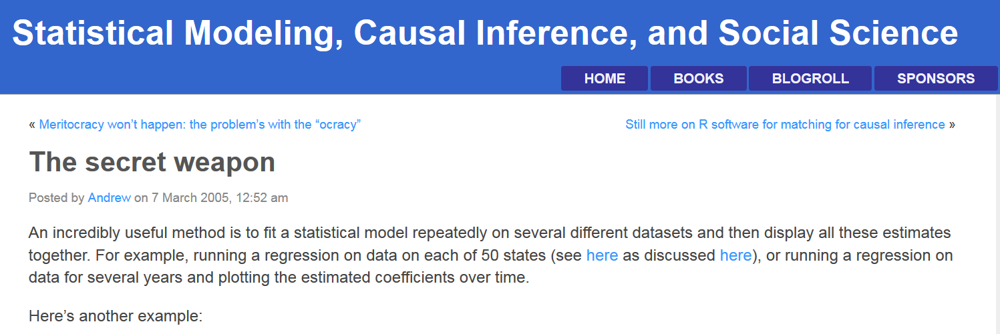 Statistical Modeling, Causal Inference, and Social Science
HOME BOOKS BLOGROLL SPONSORS
« Meritocracy won’t happen: the problem’s with the “ocracy” Still more on R software for matching for causal inference »
The secret weapon
Posted by Andrew on 7 March 2005, 12:52 am
An incredibly useful method is to fit a statistical model repeatedly on several different datasets and then display all these estimates
together. For example, running a regression on data on each of 50 states (see here as discussed here), or running a regression on
data for several years and plotting the estimated coefficients over time.
Here’s another example: